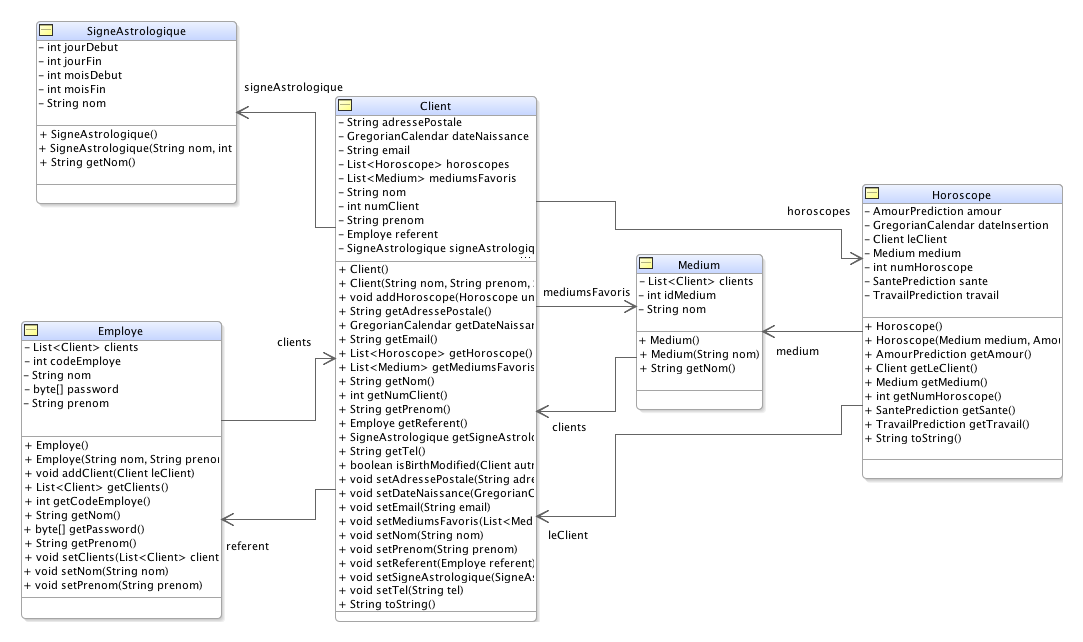 SigneAstrologique
- int jourDebut
- int jourFin
- int moisDebut
- int moisFin
- String nom
+ SigneAstrologique()
+ SigneAstrologique(String nom, int
+ String getNom()
signeAstrologique
Client
- String adressePostale
- GregorianCalendar dateNaissance
- String email
- List<Horoscope> horoscopes
- List<Medium> mediumsFavoris
- String nom
- int numClient
- String prenom
- Employe referent
- SigneAstrologique signeAstrologiq
...
+ Client()
+ Client(String nom, String prenom, S
+ void addHoroscope(Horoscope un
+ String getAdressePostale()
+ GregorianCalendar getDateNaissan
+ String getEmail()
+ List<Horoscope> getHoroscope()
+ List<Medium> getMediumsFavoris
+ String getNom()
+ int getNumClient()
+ String getPrenom()
+ Employe getReferent()
+ SigneAstrologique getSigneAstrolo
+ String getTel()
+ boolean isBirthModified(Client autr
+ void setAdressePostale(String adre
+ void setDateNaissance(GregorianC
+ void setEmail(String email)
+ void setMediumsFavoris(List<Med
+ void setNom(String nom)
+ void setPrenom(String prenom)
+ void setReferent(Employe referent)
+ void setSigneAstrologique(SigneAs
+ void setTel(String tel)
+ String toString()
horoscopes
Horoscope
- AmourPrediction amour
- GregorianCalendar dateInsertion
- Client leClient
- Medium medium
- int numHoroscope
- SantePrediction sante
- TravailPrediction travail
+ Horoscope()
+ Horoscope(Medium medium, Amou
+ AmourPrediction getAmour()
+ Client getLeClient()
+ Medium getMedium()
+ int getNumHoroscope()
+ SantePrediction getSante()
+ TravailPrediction getTravail()
+ String toString()
mediumsFavoris
Medium
- List<Client> clients
- int idMedium
- String nom
+ Medium()
+ Medium(String nom)
+ String getNom()
medium
clients
leClient
clients
Employe
- List<Client> clients
- int codeEmploye
- String nom
- byte[] password
- String prenom
+ Employe()
+ Employe(String nom, String prenor
+ void addClient(Client leClient)
+ List<Client> getClients()
+ int getCodeEmploye()
+ String getNom()
+ byte[] getPassword()
+ String getPrenom()
+ void setClients(List<Client> client
+ void setNom(String nom)
+ void setPrenom(String prenom)
referent